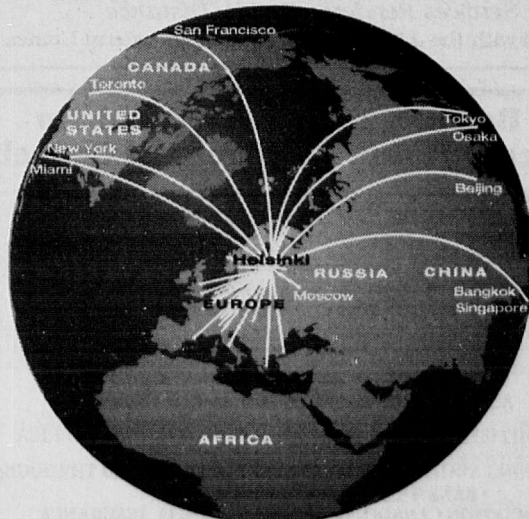 San Francisco
CANADA
Toronto
UNITED
STATES
New York
Miami
Tokyo
Osaka
Beijing
Helsinki
RUSSIA
CHINA
Moscow
Bangkok
Singapore
EUROPE
AFRICA